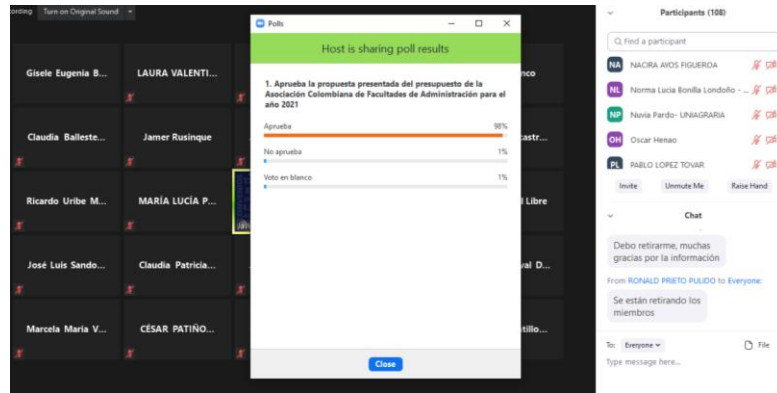 ording
Turn on Original Sound
Polls
Host is sharing poll results
1. Aprueba la propuesta presentada del presupuesto de la
Asociación Colombiana de Facultades de Administración para el
año 2021
Aprueba 98%
No aprueba 1%
Voto en blanco 1%
Close
Gisele Eugenia B...
LAURA VALENTI...
nco
Claudia Balleste...
Jamer Rusinque
castr...
Ricardo Uribe M...
MARÍA LUCÍA P...
l Libre
José Luis Sando...
Claudia Patricia...
val D...
Marcela Maria V...
CÉSAR PATIÑO...
tillo...
Participants (108)
Find a participant
NA NACIRA AYOS FIGUEROA
NL Norma Lucia Bonilla Londoño - ...
NP Nuvia Pardo- UNIAGRARIA
OH Oscar Henao
PL PABLO LOPEZ TOVAR
Invite Unmute Me Raise Hand
Chat
Debo retirarme, muchas
gracias por la información
From RONALD PRIETO PULIDO to Everyone:
Se están retirando los
miembros
To: Everyone File
Type message here...